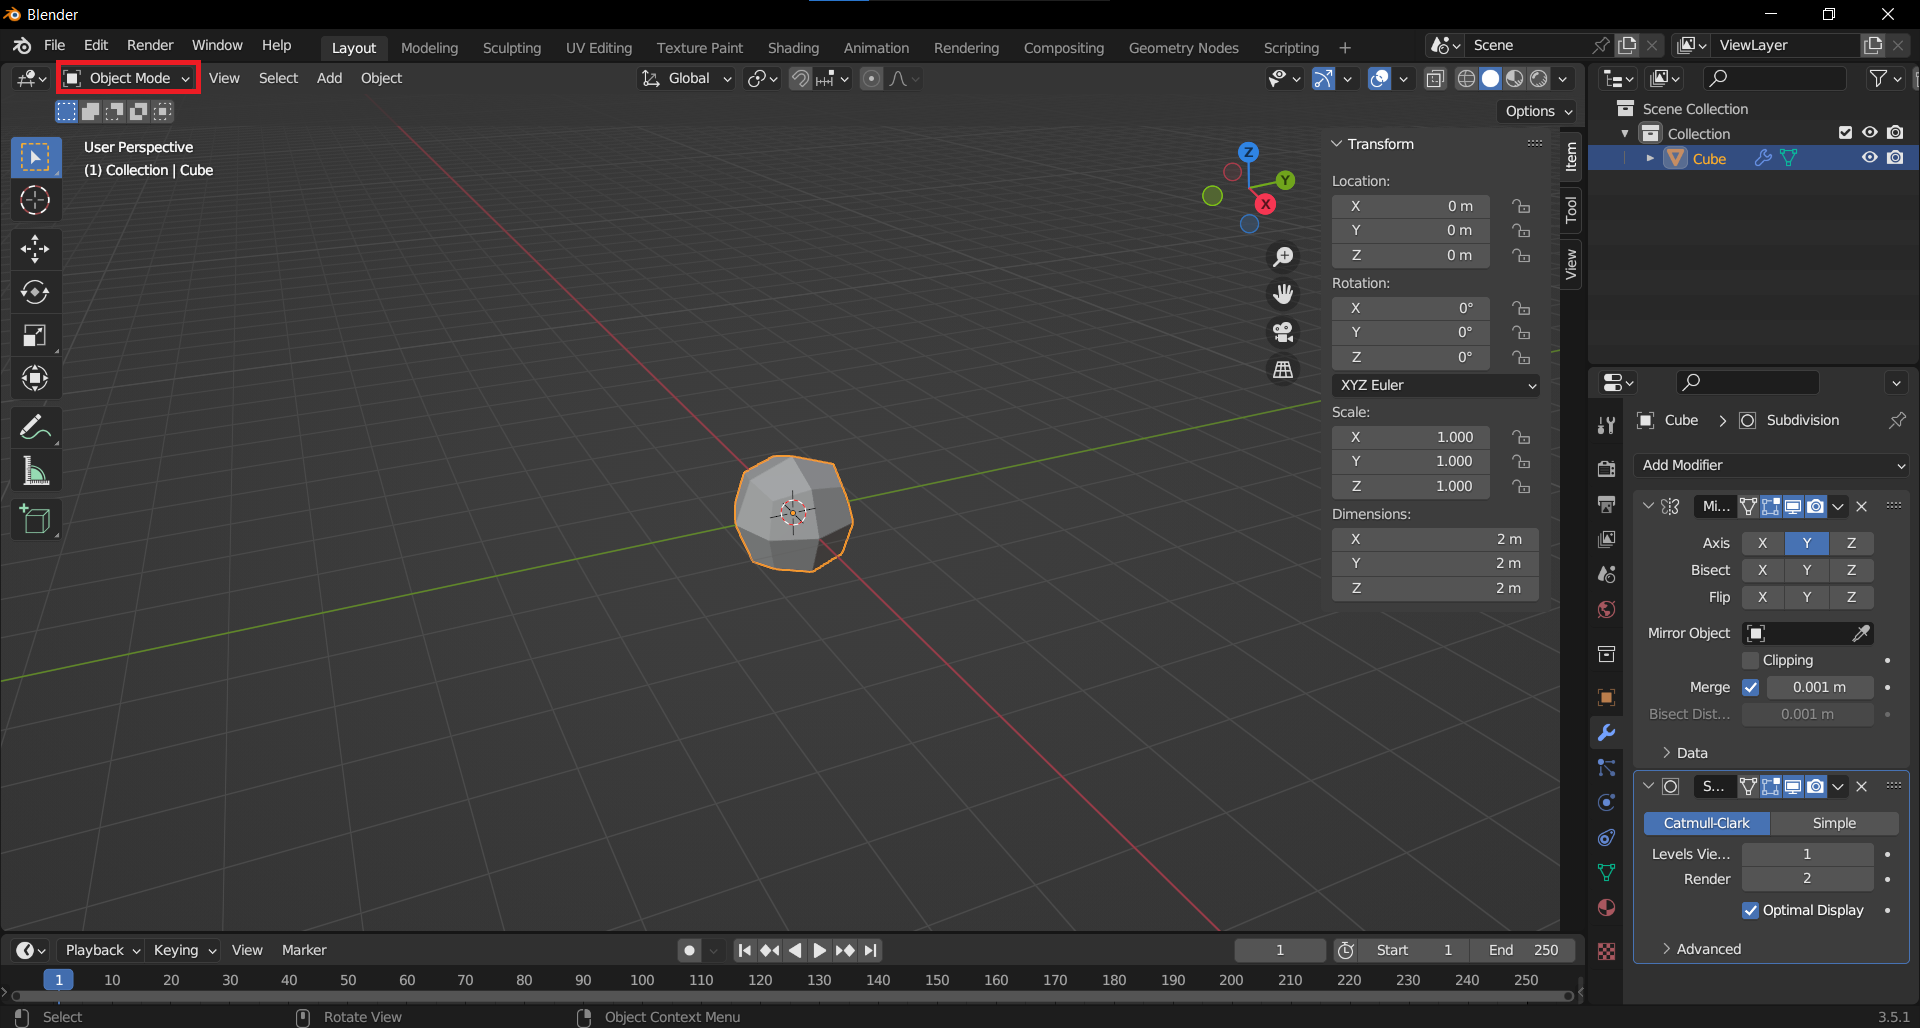 Blender
File Edit Render Window Help Layout Modeling Sculpting UV Editing Texture Paint Shading Animation Rendering Compositing Geometry Nodes Scripting + Scene ViewLayer
Object Mode View Select Add Object Global
Options
User Perspective
(1) Collection | Cube
Z
Y
X
Transform
Location:
X 0 m
Y 0 m
Z 0 m
Rotation:
X 0°
Y 0°
Z 0°
XYZ Euler
Scale:
X 1.000
Y 1.000
Z 1.000
Dimensions:
X 2 m
Y 2 m
Z 2 m
Item
Tool
View
Scene Collection
Collection
Cube
Cube > Subdivision
Add Modifier
Mi...
Axis X Y Z
Bisect X Y Z
Flip X Y Z
Mirror Object
Clipping
Merge 0.001 m
Bisect Dist... 0.001 m
Data
S...
Catmull-Clark Simple
Levels Vie... 1
Render 2
Optimal Display
Advanced
Playback Keying View Marker 1 Start 1 End 250
1 10 20 30 40 50 60 70 80 90 100 110 120 130 140 150 160 170 180 190 200 210 220 230 240 250
Select Rotate View Object Context Menu 3.5.1